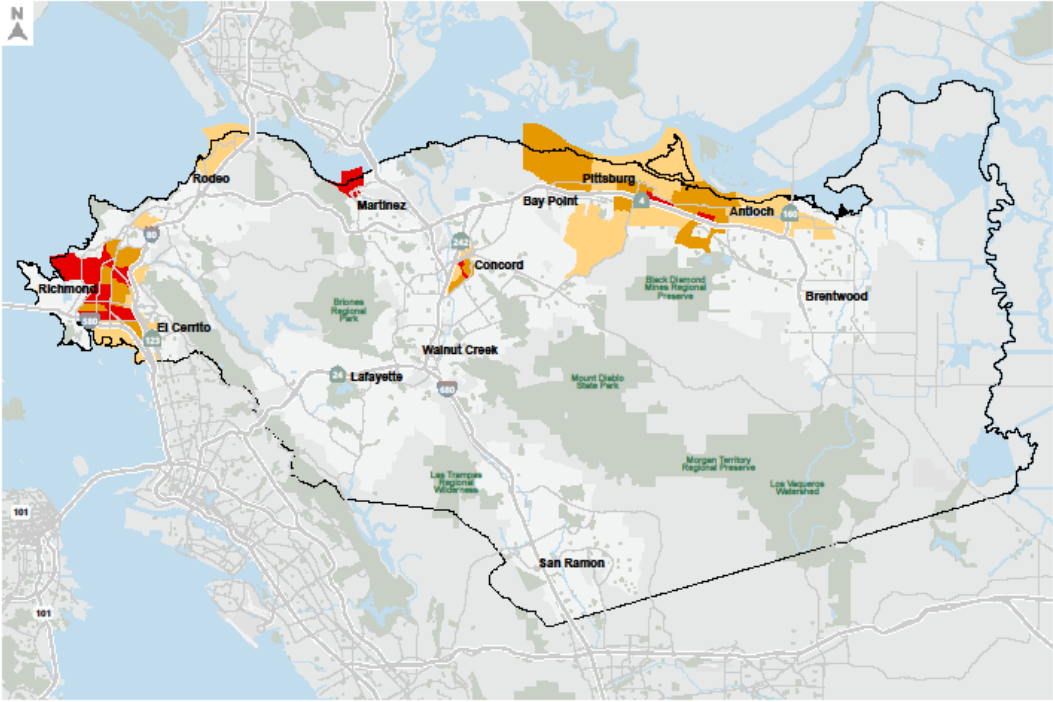 N
Rodeo
Martinez
Pittsburg
Bay Point
4
Antioch
160
80
242
Concord
Richmond
Black Diamond
Mines Regional
Preserve
Brentwood
Briones
Regional
Park
580
El Cerrito
123
Walnut Creek
24
Lafayette
680
Mount Diablo
State Park
Morgan Territory
Regional Preserve
Las Trampas
Regional
Wilderness
Los Vaqueros
Watershed
101
San Ramon
101